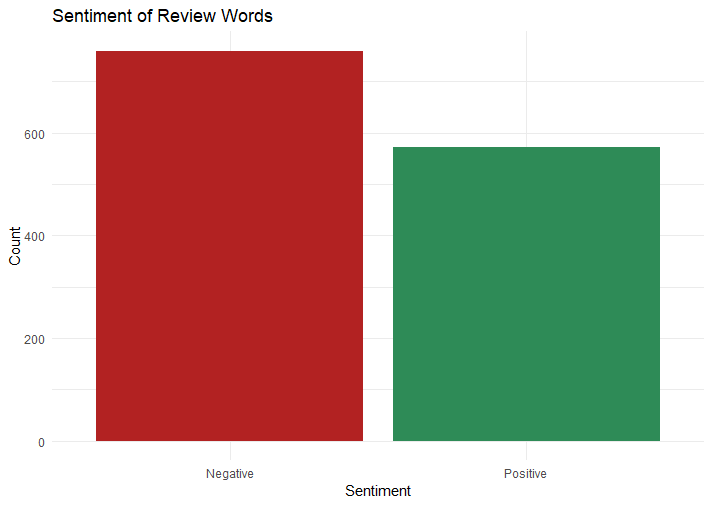 Sentiment of Review Words
Count
600
400
200
0
Negative
Positive
Sentiment